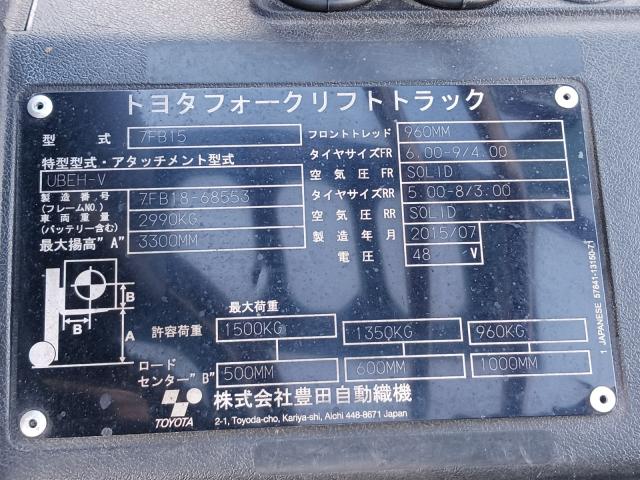 トヨタフォークリフトトラック
型式 7FB15
特型型式・アタッチメント型式
UBEH-V
製造番号 (フレームNO.) 7FB18-68553
車両重量 (バッテリー含む) 2990KG
最大揚高"A" 3300MM
フロントトレッド 960MM
タイヤサイズFR 6.00-9/4.00
空気圧FR SOLID
タイヤサイズRR 5.00-8/3.00
空気圧RR SOLID
製造年月 2015/07
電圧 48 V
B
B
A
最大荷重
許容荷重 1500KG 1350KG 960KG
ロードセンター"B" 500MM 600MM 1000MM
TOYOTA
株式会社豊田自動織機
2-1, Toyoda-cho, Kariya-shi, Aichi 448-8671 Japan
1 JAPANESE 57641-13150-71